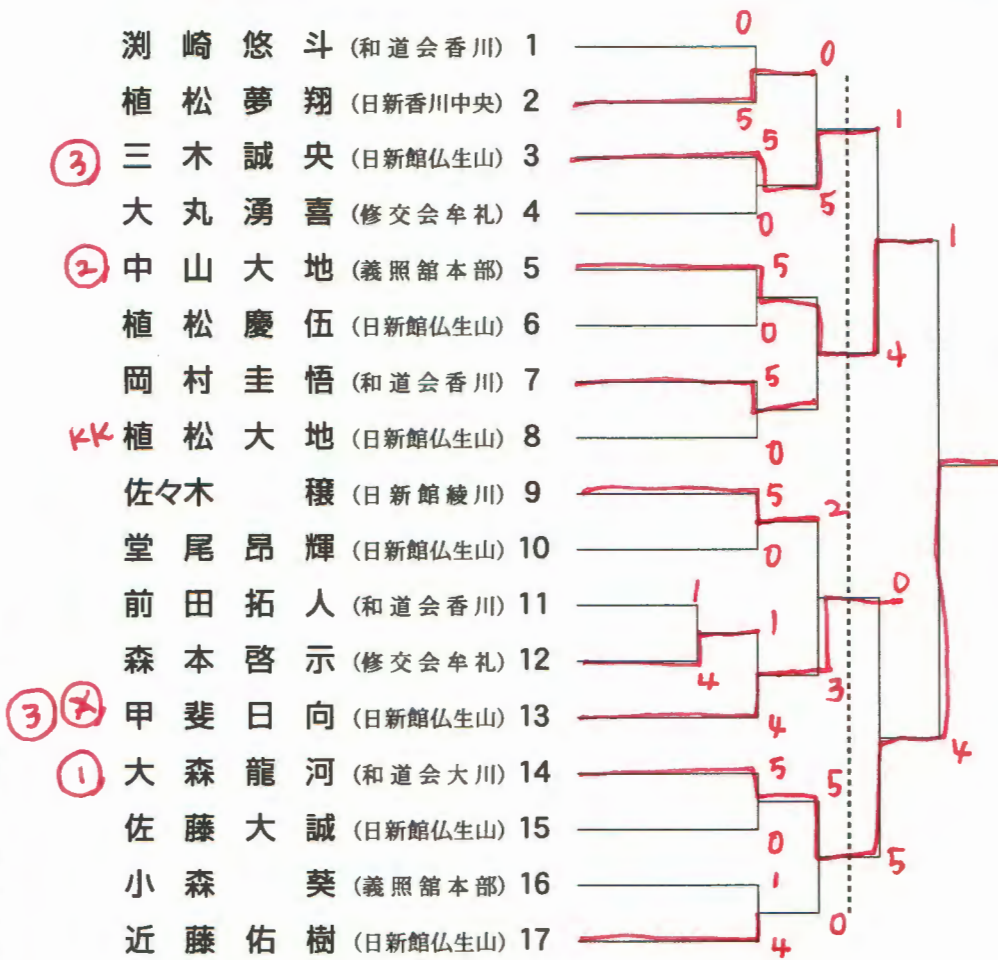 渕崎悠斗 (和道会香川) 1
植松夢翔 (日新香川中央) 2
③ 三木誠央 (日新館仏生山) 3
大丸湧喜 (修交会牟礼) 4
② 中山大地 (義照舘本部) 5
植松慶伍 (日新館仏生山) 6
岡村圭悟 (和道会香川) 7
KK 植松大地 (日新館仏生山) 8
佐々木穣 (日新館綾川) 9
堂尾昂輝 (日新館仏生山) 10
前田拓人 (和道会香川) 11
森本啓示 (修交会牟礼) 12
③ 甲斐日向 (日新館仏生山) 13
① 大森龍河 (和道会大川) 14
佐藤大誠 (日新館仏生山) 15
小森葵 (義照舘本部) 16
近藤佑樹 (日新館仏生山) 17
0
0
5
1
5
5
0
1
5
0
4
5
0
5
2
0
0
1
1
4
3
4
4
5
5
0
5
1
0
4